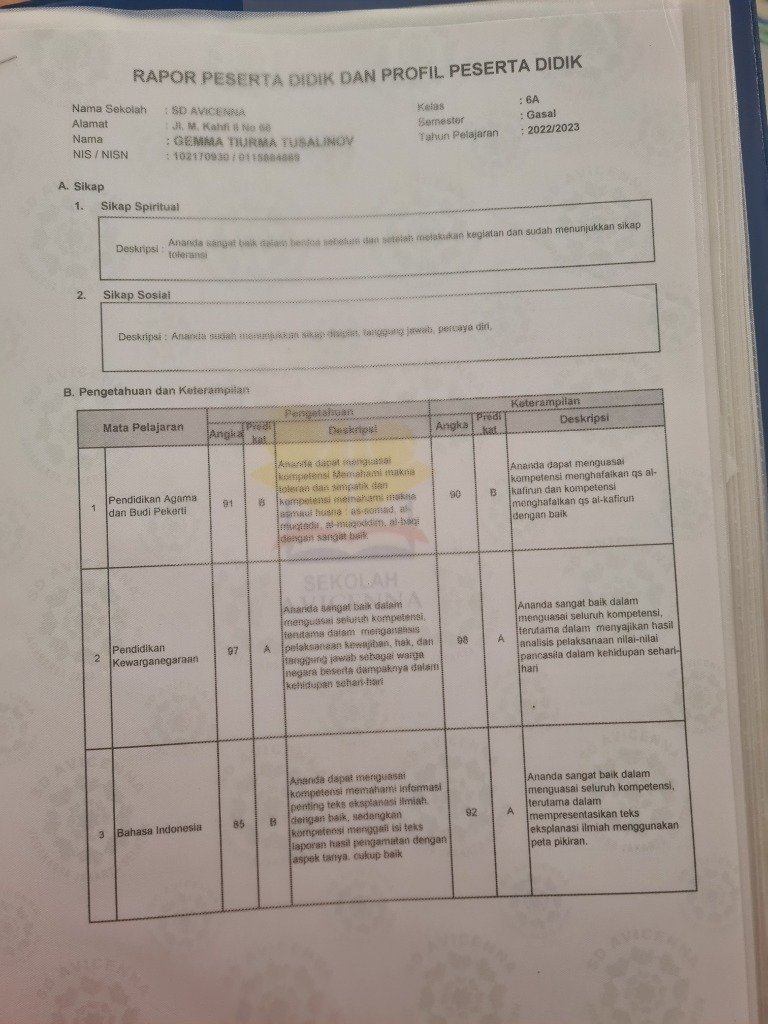 RAPOR PESERTA DIDIK DAN PROFIL PESERTA DIDIK
Nama Sekolah : SD AVICENNA
Alamat : Jl. M. Kahfi II No 66
Nama : GEMMA TIURMA TUSALINOV
NIS / NISN : 102170930 /
Kelas : 6A
Semester : Gasal
Tahun Pelajaran : 2022/2023
A. Sikap
1. Sikap Spiritual
Deskripsi : Ananda sangat baik dalam berdoa sebelum dan setelah melakukan kegiatan dan sudah menunjukkan sikap
toleransi
2. Sikap Sosial
Deskripsi : Ananda sudah menunjukkan sikap disiplin, tanggung jawab, percaya diri,
B. Pengetahuan dan Keterampilan
Mata Pelajaran
Pengetahuan
Keterampilan
Angka
Predi
kat
Deskripsi
Angka
Predi
kat
Deskripsi
1
Pendidikan Agama
dan Budi Pekerti
91
B
Ananda dapat menguasai
kompetensi Memahami makna
toleran dan simpatik dan
kompetensi memahami makna
asmaul husna : as-somad, al-
muqtadir, al-muqoddim, al-baqi
dengan sangat baik
90
B
Ananda dapat menguasai
kompetensi menghafalkan qs al-
kafirun dan kompetensi
menghafalkan qs al-kafirun
dengan baik
SEKOLAH
AVICENNA
2
Pendidikan
Kewarganegaraan
97
A
Ananda sangat baik dalam
menguasai seluruh kompetensi,
terutama dalam menganalisis
pelaksanaan kewajiban, hak, dan
tanggung jawab sebagai warga
negara beserta dampaknya dalam
kehidupan sehari-hari
98
A
Ananda sangat baik dalam
menguasai seluruh kompetensi,
terutama dalam menyajikan hasil
analisis pelaksanaan nilai-nilai
pancasila dalam kehidupan sehari-
hari
3
Bahasa Indonesia
85
B
Ananda dapat menguasai
kompetensi memahami informasi
penting teks eksplanasi ilmiah.
dengan baik, sedangkan
kompetensi menggali isi teks
laporan hasil pengamatan dengan
aspek tanya. cukup baik
92
A
Ananda sangat baik dalam
menguasai seluruh kompetensi,
terutama dalam
mempresentasikan teks
eksplanasi ilmiah menggunakan
peta pikiran.
SD AVICENNA
SD AVICENNA